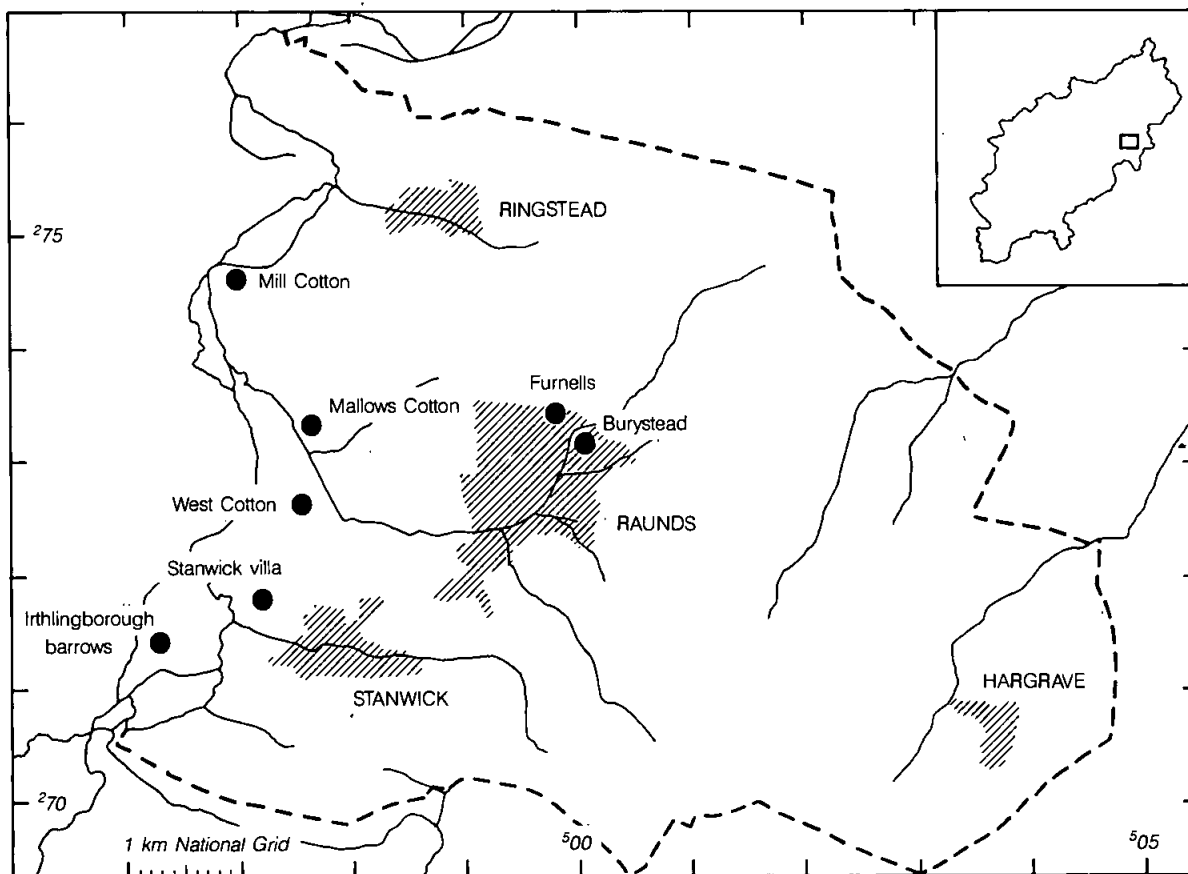 RINGSTEAD
²75
Mill Cotton
Furnells
Mallows Cotton
Burystead
West Cotton
RAUNDS
Stanwick villa
Irthlingborough
barrows
HARGRAVE
STANWICK
²70
1 km National Grid
⁵00
⁵05